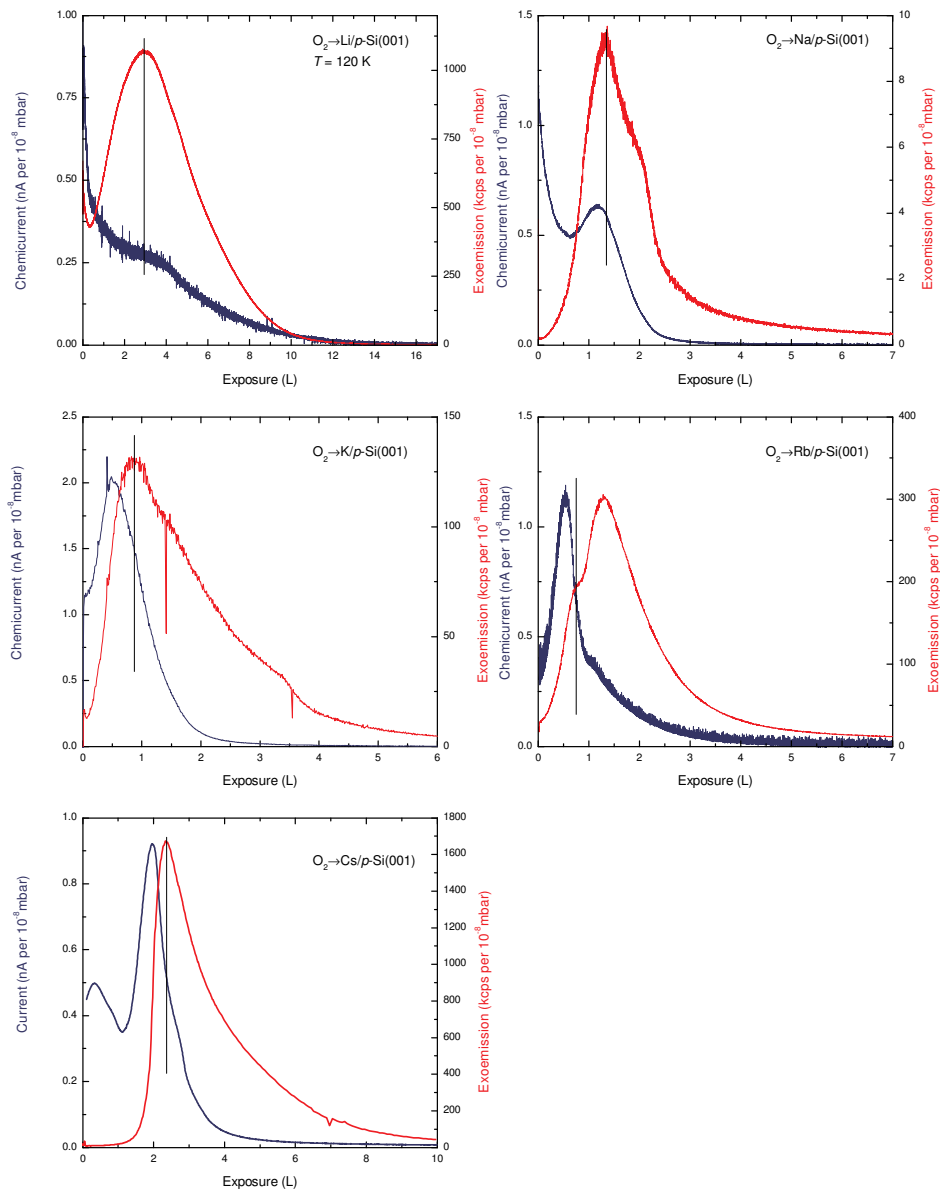 O2→Li/p-Si(001)
T = 120 K
Chemicurrent (nA per 10-8 mbar)
Exoemission (kcps per 10-8 mbar)
0.00
0.25
0.50
0.75
1.00
0
250
500
750
1000
0 2 4 6 8 10 12 14 16
Exposure (L)
O2→Na/p-Si(001)
Chemicurrent (nA per 10-8 mbar)
Exoemission (kcps per 10-8 mbar)
0.0
0.5
1.0
1.5
0
2
4
6
8
10
0 1 2 3 4 5 6 7
Exposure (L)
O2→K/p-Si(001)
Chemicurrent (nA per 10-8mbar)
Exoemission (kcps per 10-8 mbar)
0.0
0.5
1.0
1.5
2.0
2.5
0
50
100
150
0 1 2 3 4 5 6
Exposure (L)
O2→Rb/p-Si(001)
Chemicurrent (nA per 10-8mbar)
Exoemission (kcps per 10-8 mbar)
0.0
0.5
1.0
1.5
0
100
200
300
400
0 1 2 3 4 5 6 7
Exposure (L)
O2→Cs/p-Si(001)
Current (nA per 10-8 mbar)
Exoemission (kcps per 10-8mbar)
0.0
0.2
0.4
0.6
0.8
1.0
0
200
400
600
800
1000
1200
1400
1600
1800
0 2 4 6 8 10
Exposure (L)